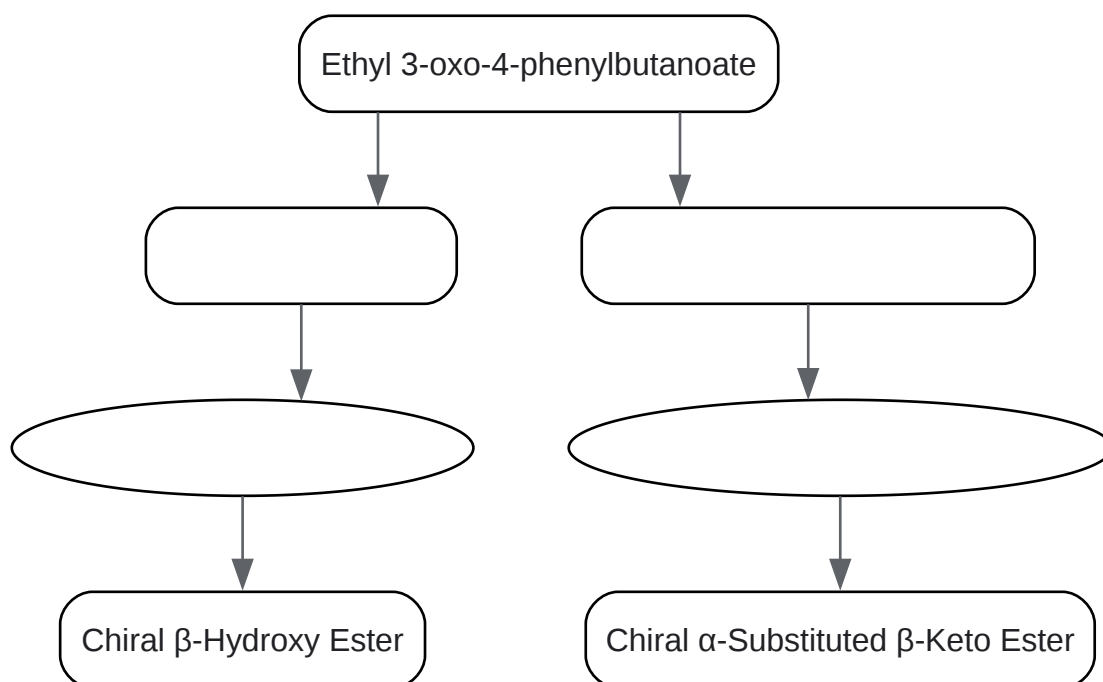 Ethyl 3-oxo-4-phenylbutanoate
Chiral β-Hydroxy Ester
Chiral α-Substituted β-Keto Ester